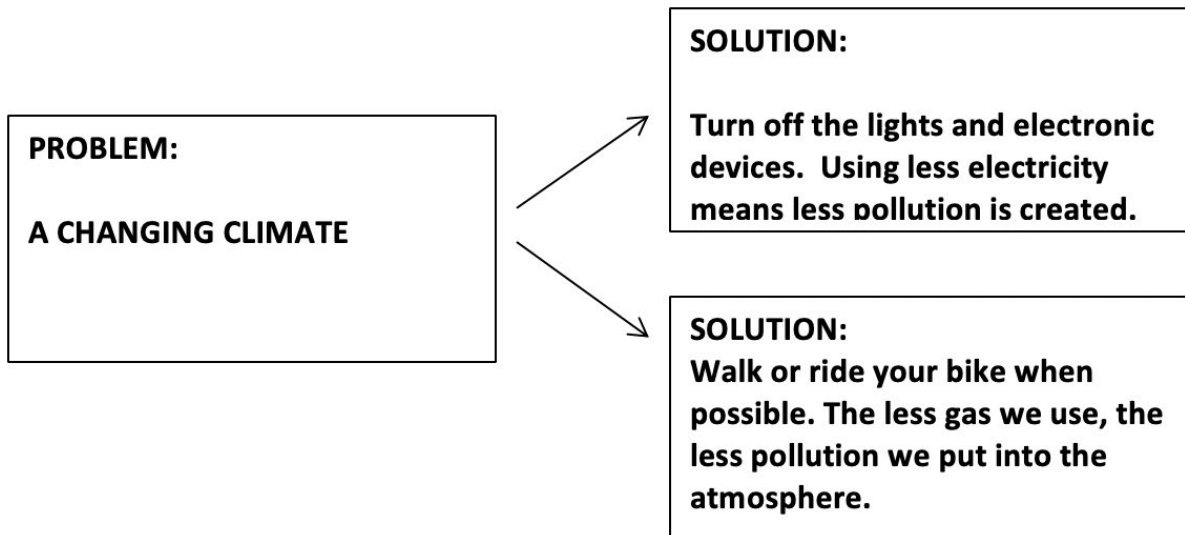 PROBLEM:
A CHANGING CLIMATE
SOLUTION:
Turn off the lights and electronic
devices.  Using less electricity
means less pollution is created.
SOLUTION:
Walk or ride your bike when
possible. The less gas we use, the
less pollution we put into the
atmosphere.